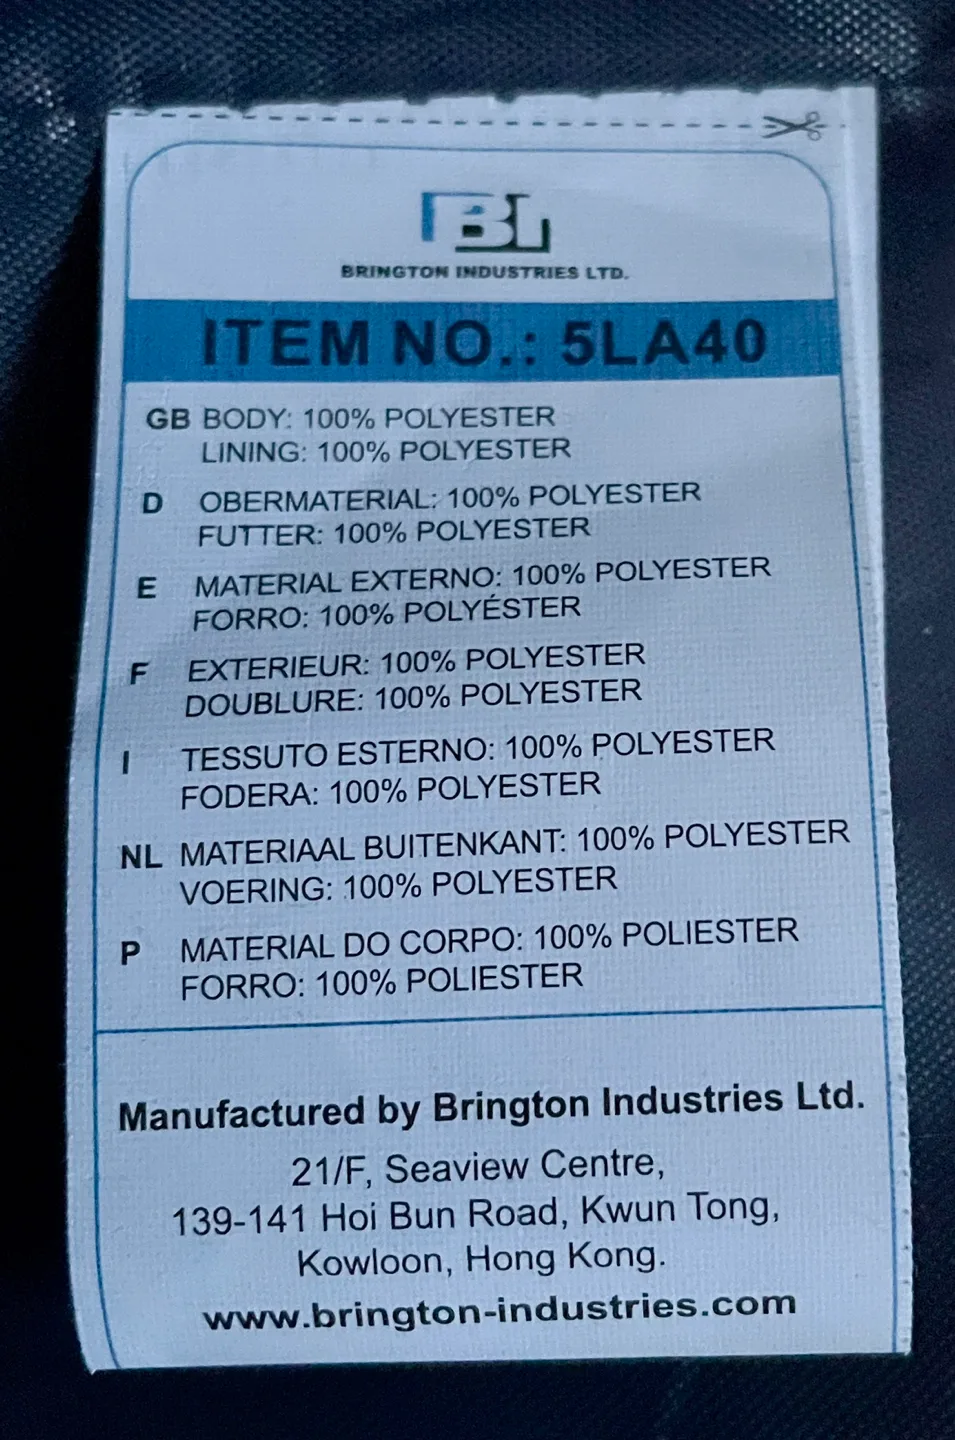 BI
BRINGTON INDUSTRIES LTD.
ITEM NO.: 5LA40
GB BODY: 100% POLYESTER
LINING: 100% POLYESTER
D OBERMATERIAL: 100% POLYESTER
FUTTER: 100% POLYESTER
E MATERIAL EXTERNO: 100% POLYESTER
FORRO: 100% POLYÉSTER
F EXTERIEUR: 100% POLYESTER
DOUBLURE: 100% POLYESTER
I TESSUTO ESTERNO: 100% POLYESTER
FODERA: 100% POLYESTER
NL MATERIAAL BUITENKANT: 100% POLYESTER
VOERING: 100% POLYESTER
P MATERIAL DO CORPO: 100% POLIESTER
FORRO: 100% POLIESTER
Manufactured by Brington Industries Ltd.
21/F, Seaview Centre,
139-141 Hoi Bun Road, Kwun Tong,
Kowloon, Hong Kong.
www.brington-industries.com